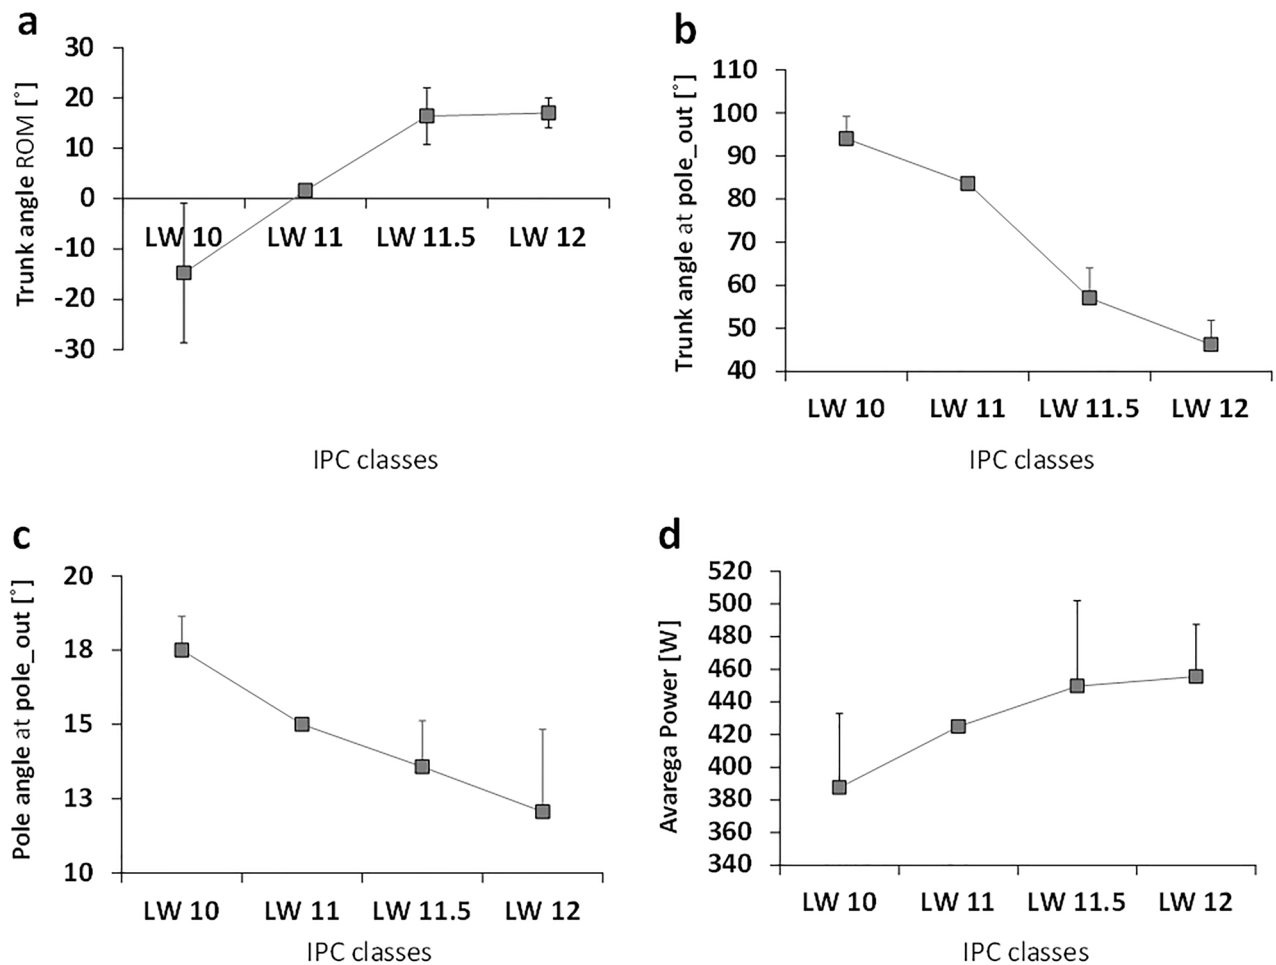 a
Trunk angle ROM [°]
30
20
10
0
-10
-20
-30
LW 10 LW 11 LW 11.5 LW 12
IPC classes
b
Trunk angle at pole_out [°]
110
100
90
80
70
60
50
40
LW 10 LW 11 LW 11.5 LW 12
IPC classes
c
Pole angle at pole_out [°]
20
18
15
13
10
LW 10 LW 11 LW 11.5 LW 12
IPC classes
d
Avarega Power [W]
520
500
480
460
440
420
400
380
360
340
LW 10 LW 11 LW 11.5 LW 12
IPC classes